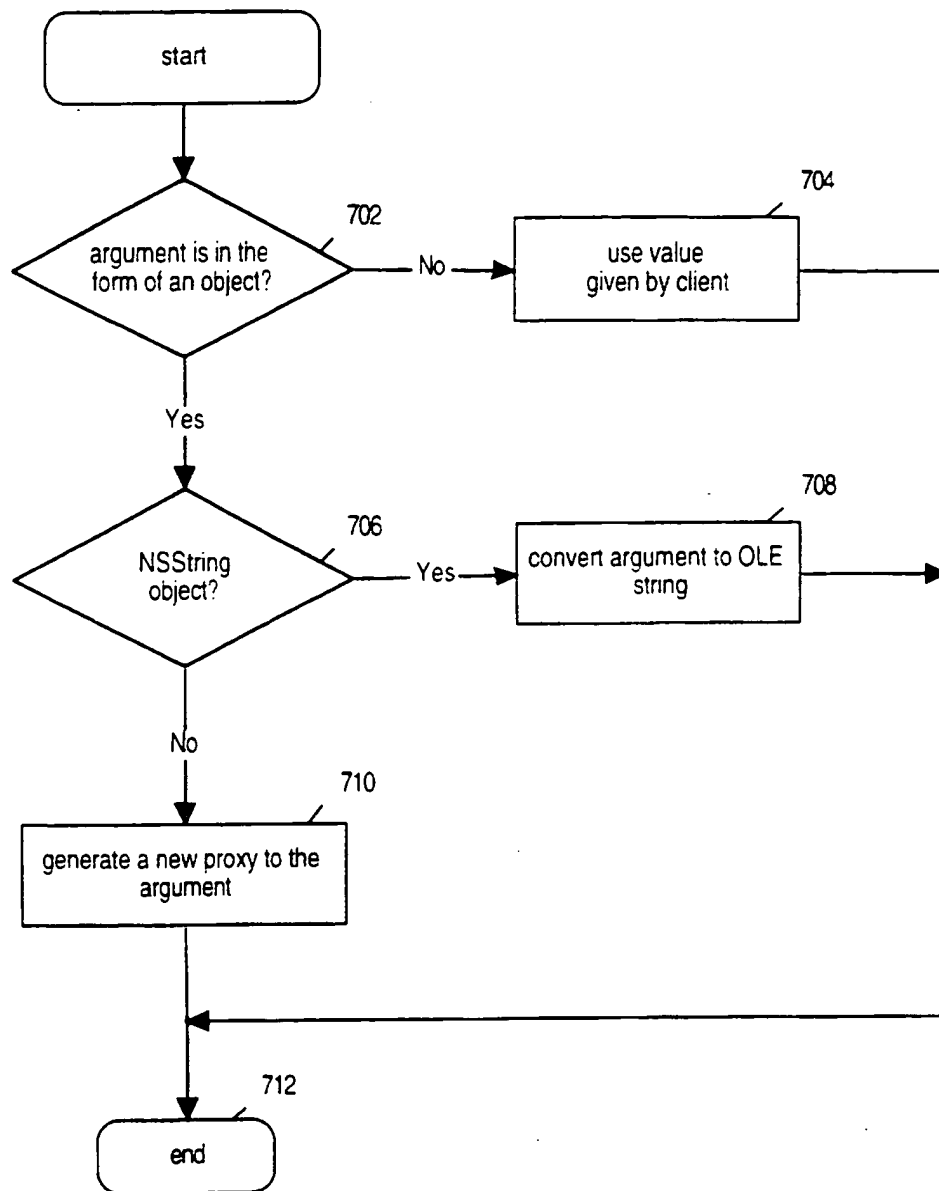 start
702
argument is in the
form of an object?
No
704
use value
given by client
Yes
706
NSString
object?
Yes
708
convert argument to OLE
string
No
710
generate a new proxy to the
argument
712
end